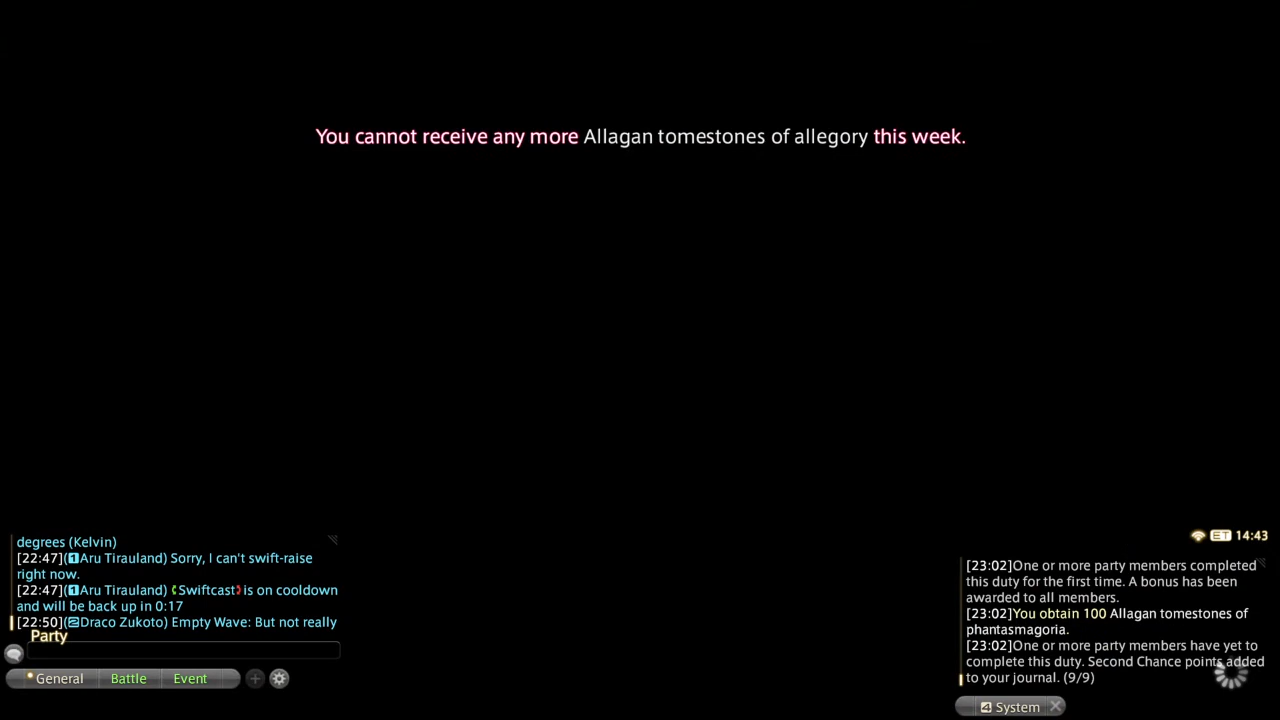 You cannot receive any more Allagan tomestones of allegory this week.
degrees (Kelvin)
[22:47](1Aru Tirauland) Sorry, I can't swift-raise
right now.
[22:47](1Aru Tirauland) Swiftcast is on cooldown
and will be back up in 0:17
[22:50](2Draco Zukoto) Empty Wave: But not really
Party
General Battle Event
ET 14:43
[23:02]One or more party members completed
this duty for the first time. A bonus has been
awarded to all members.
[23:02]You obtain 100 Allagan tomestones of
phantasmagoria.
[23:02]One or more party members have yet to
complete this duty. Second Chance points added
to your journal. (9/9)
4 System